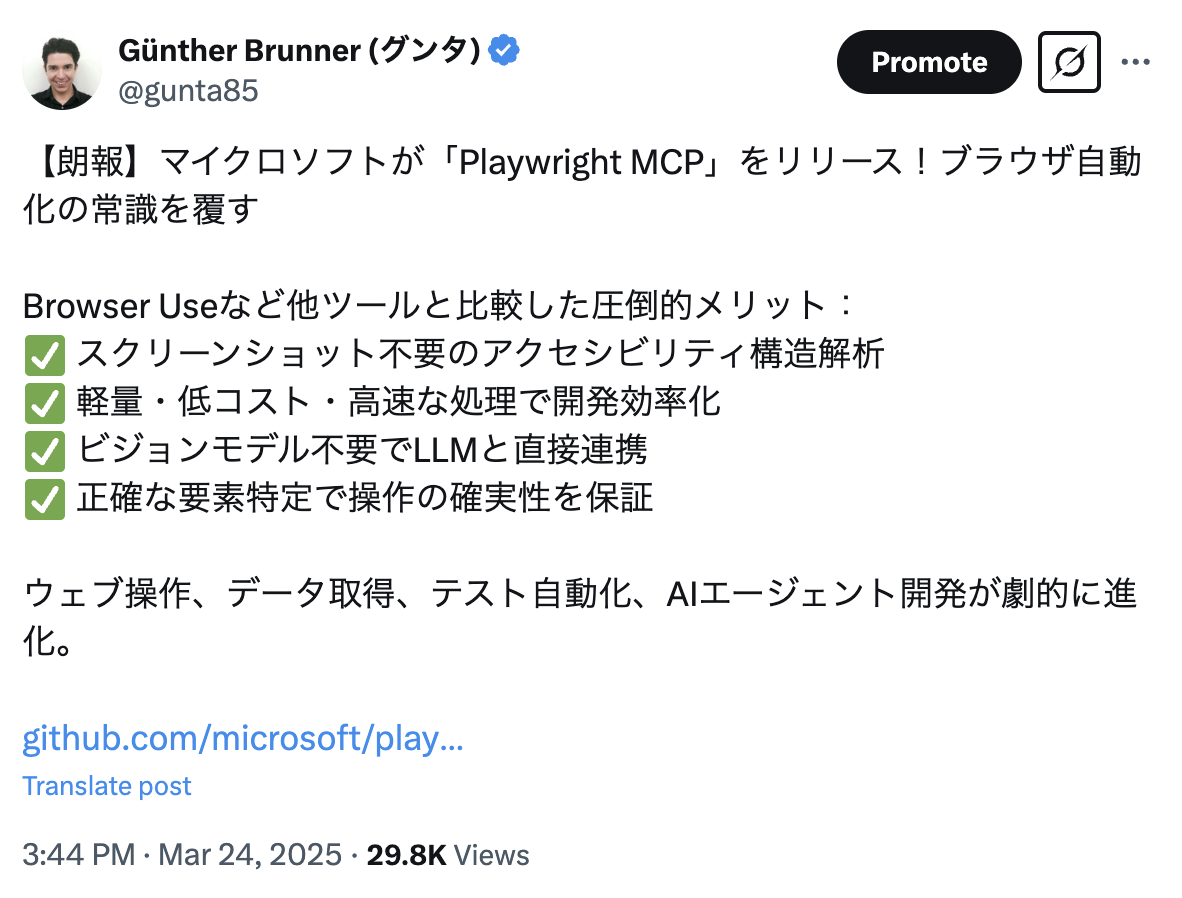 Günther Brunner (グンタ)
@gunta85
Promote
【朗報】マイクロソフトが「Playwright MCP」をリリース！ブラウザ自動
化の常識を覆す
Browser Useなど他ツールと比較した圧倒的メリット：
✅ スクリーンショット不要のアクセシビリティ構造解析
✅ 軽量・低コスト・高速な処理で開発効率化
✅ ビジョンモデル不要でLLMと直接連携
✅ 正確な要素特定で操作の確実性を保証
ウェブ操作、データ取得、テスト自動化、AIエージェント開発が劇的に進
化。
github.com/microsoft/play...
Translate post
3:44 PM · Mar 24, 2025 · 29.8K Views